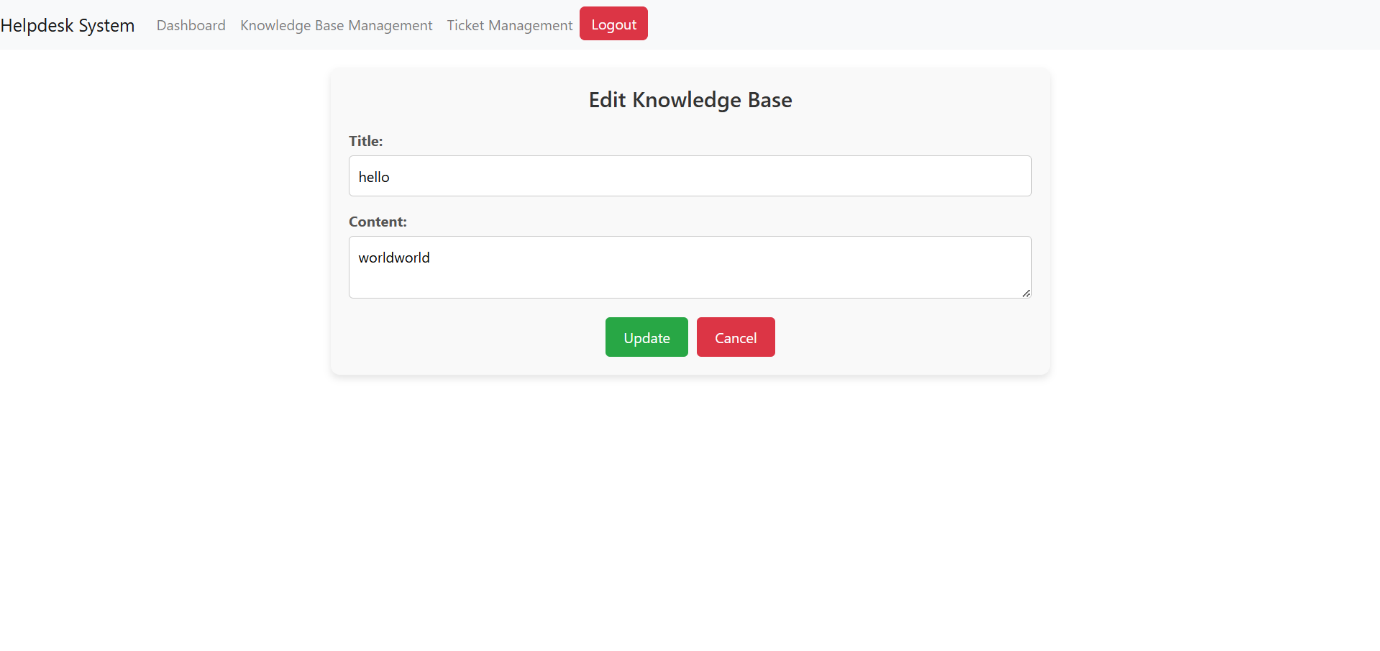 Helpdesk System Dashboard Knowledge Base Management Ticket Management Logout
Edit Knowledge Base
Title:
hello
Content:
worldworld
Update Cancel